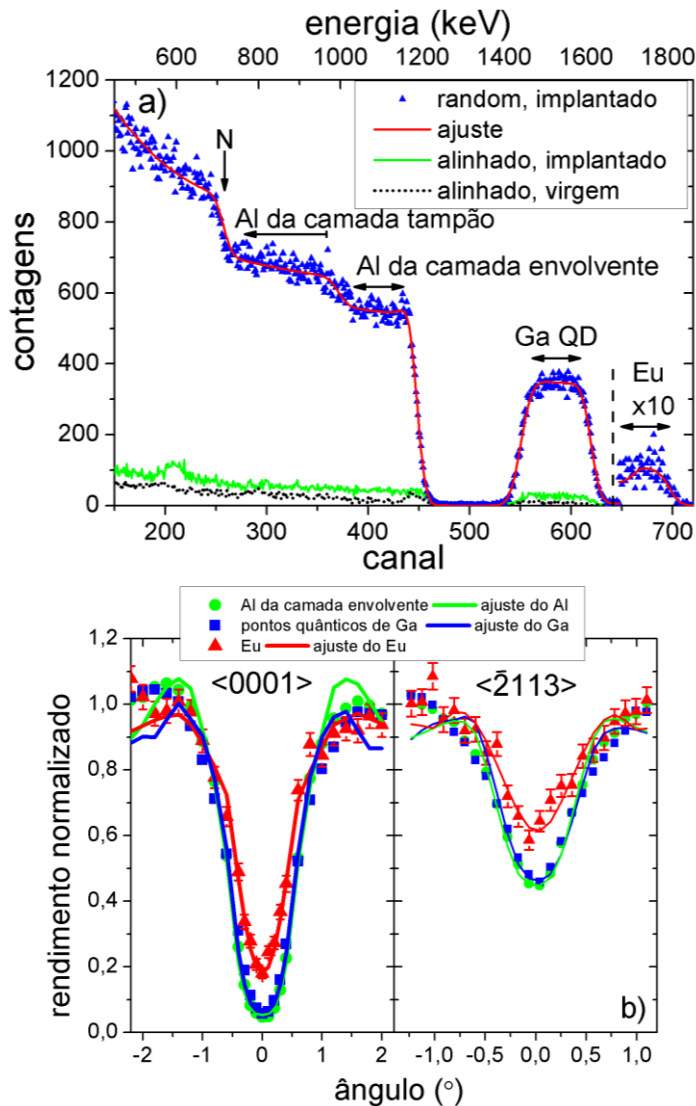 energia (keV)
600 800 1000 1200 1400 1600 1800
1200
1000
800
600
400
200
0
contagens
a)
random, implantado
ajuste
alinhado, implantado
alinhado, virgem
N
Al da camada tampão
Al da camada envolvente
Ga QD
Eu
x10
200 300 400 500 600 700
canal
Al da camada envolvente ajuste do Al
pontos quânticos de Ga ajuste do Ga
Eu ajuste do Eu
1,2
1,0
0,8
0,6
0,4
0,2
0,0
rendimento normalizado
<0001>
<2̅113>
b)
-2 -1 0 1 2 -1,0 -0,5 0,0 0,5 1,0
ângulo (°)